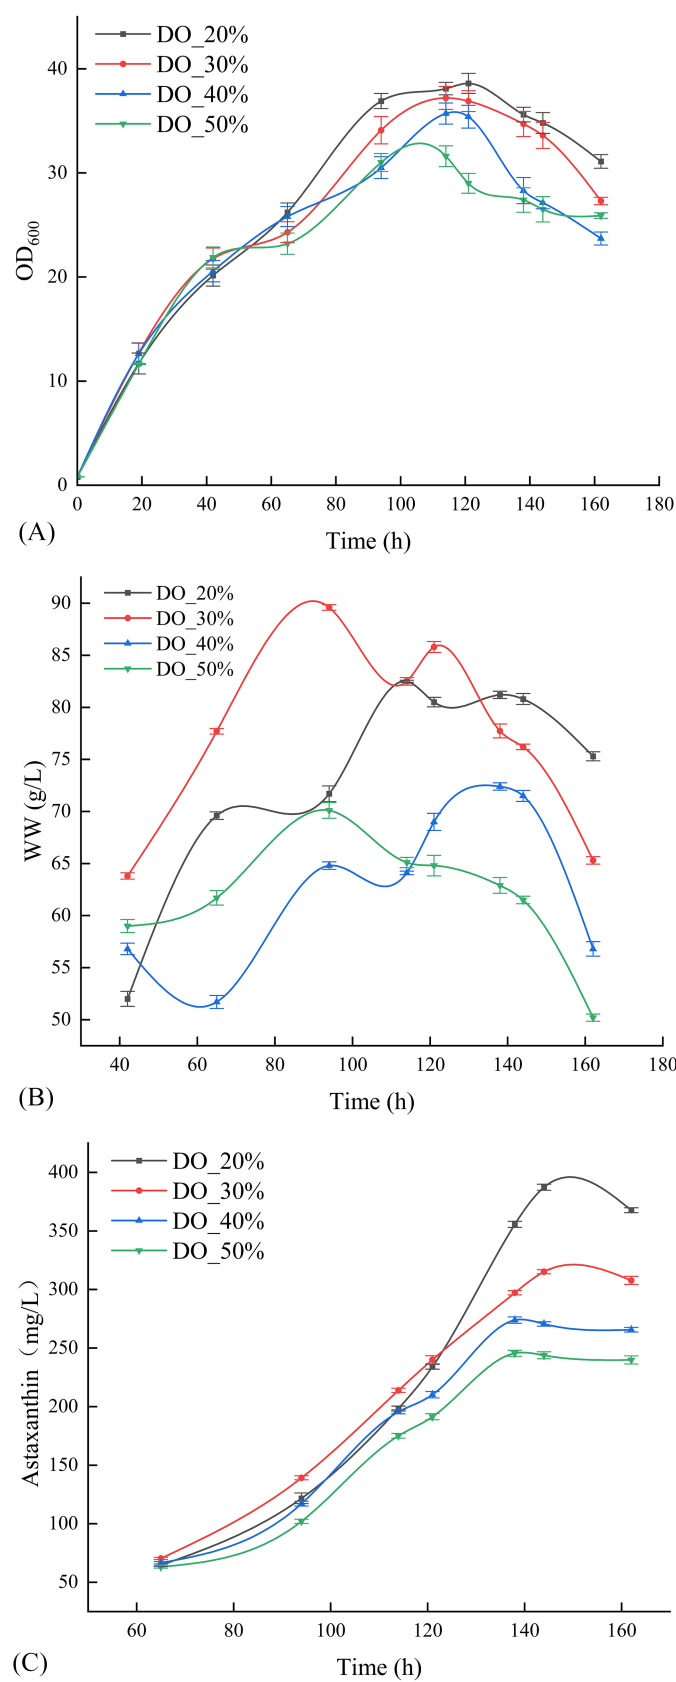 DO_20%
DO_30%
DO_40%
DO_50%
40
30
20
10
0
OD600
0 20 40 60 80 100 120 140 160 180
Time (h)
(A)
DO_20%
DO_30%
DO_40%
DO_50%
90
85
80
75
70
65
60
55
50
WW (g/L)
40 60 80 100 120 140 160 180
Time (h)
(B)
DO_20%
DO_30%
DO_40%
DO_50%
400
350
300
250
200
150
100
50
Astaxanthin（mg/L）
60 80 100 120 140 160
Time (h)
(C)